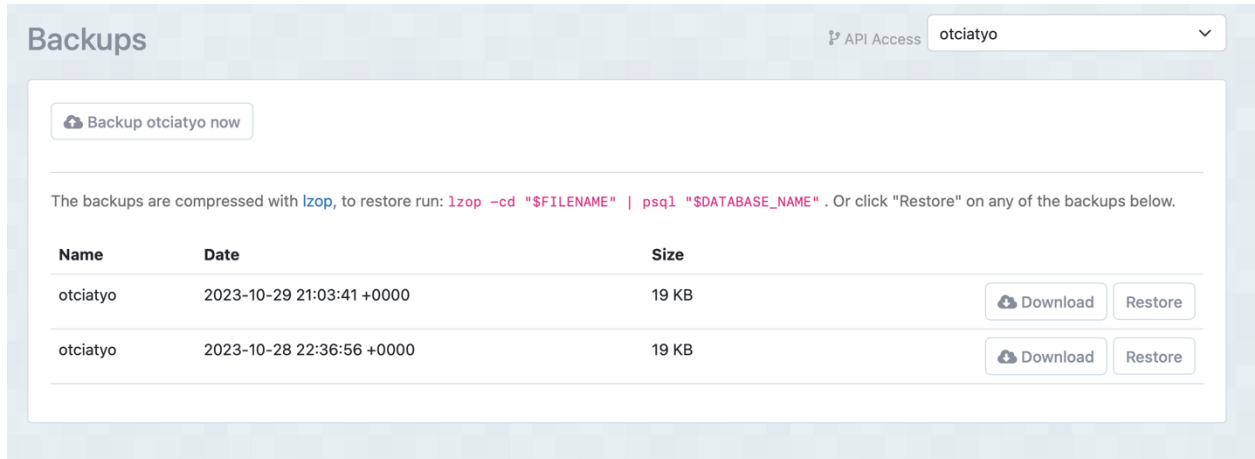 Backups
API Access
otciatyo
Backup otciatyo now
The backups are compressed with lzop, to restore run: lzop -cd "$FILENAME" | psql "$DATABASE_NAME" . Or click "Restore" on any of the backups below.
Name Date Size
otciatyo 2023-10-29 21:03:41 +0000 19 KB Download Restore
otciatyo 2023-10-28 22:36:56 +0000 19 KB Download Restore